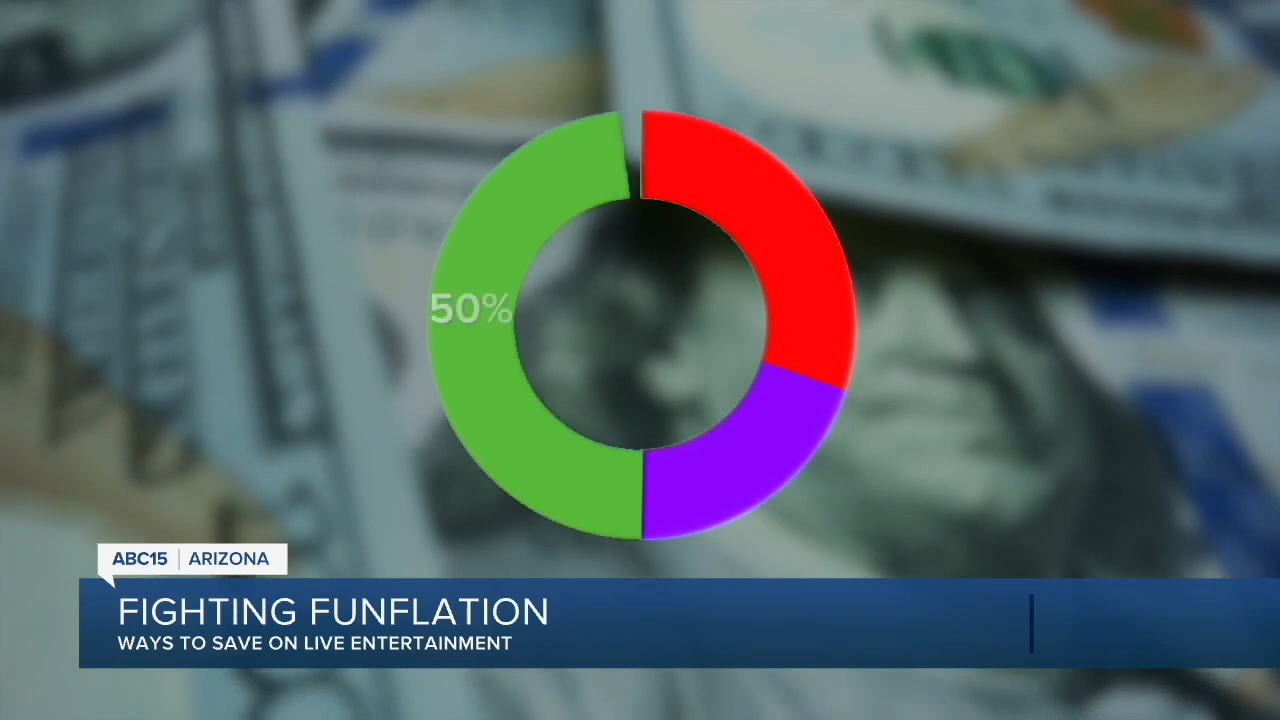 50%
ABC15 | ARIZONA
FIGHTING FUNFLATION
WAYS TO SAVE ON LIVE ENTERTAINMENT